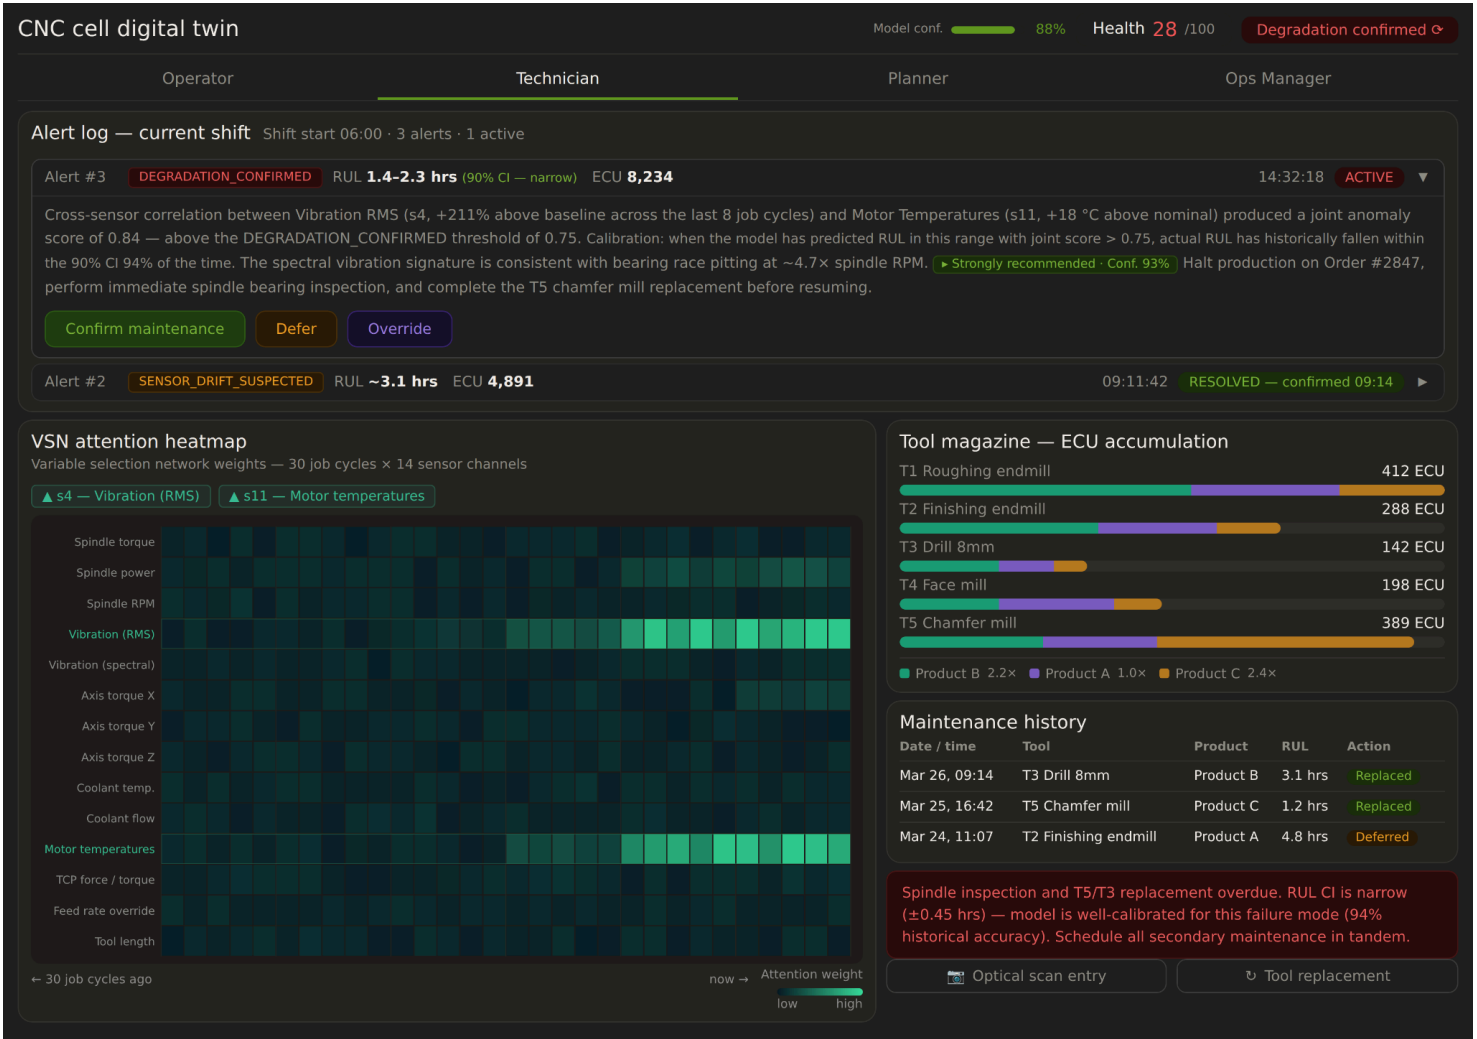 CNC cell digital twin
Model conf. 88% Health 28 /100 Degradation confirmed ⟳
Operator Technician Planner Ops Manager
Alert log — current shift Shift start 06:00 · 3 alerts · 1 active
Alert #3 DEGRADATION_CONFIRMED RUL 1.4–2.3 hrs (90% CI — narrow) ECU 8,234 14:32:18 ACTIVE ▼
Cross-sensor correlation between Vibration RMS (s4, +211% above baseline across the last 8 job cycles) and Motor Temperatures (s11, +18 °C above nominal) produced a joint anomaly
score of 0.84 — above the DEGRADATION_CONFIRMED threshold of 0.75. Calibration: when the model has predicted RUL in this range with joint score > 0.75, actual RUL has historically fallen within
the 90% CI 94% of the time. The spectral vibration signature is consistent with bearing race pitting at ~4.7× spindle RPM. ▸ Strongly recommended · Conf. 93% Halt production on Order #2847,
perform immediate spindle bearing inspection, and complete the T5 chamfer mill replacement before resuming.
Confirm maintenance Defer Override
Alert #2 SENSOR_DRIFT_SUSPECTED RUL ~3.1 hrs ECU 4,891 09:11:42 RESOLVED — confirmed 09:14 ▶
VSN attention heatmap
Variable selection network weights — 30 job cycles × 14 sensor channels
▲ s4 — Vibration (RMS) ▲ s11 — Motor temperatures
Spindle torque
Spindle power
Spindle RPM
Vibration (RMS)
Vibration (spectral)
Axis torque X
Axis torque Y
Axis torque Z
Coolant temp.
Coolant flow
Motor temperatures
TCP force / torque
Feed rate override
Tool length
← 30 job cycles ago now → Attention weight
low high
Tool magazine — ECU accumulation
T1 Roughing endmill 412 ECU
T2 Finishing endmill 288 ECU
T3 Drill 8mm 142 ECU
T4 Face mill 198 ECU
T5 Chamfer mill 389 ECU
Product B 2.2× Product A 1.0× Product C 2.4×
Maintenance history
Date / time Tool Product RUL Action
Mar 26, 09:14 T3 Drill 8mm Product B 3.1 hrs Replaced
Mar 25, 16:42 T5 Chamfer mill Product C 1.2 hrs Replaced
Mar 24, 11:07 T2 Finishing endmill Product A 4.8 hrs Deferred
Spindle inspection and T5/T3 replacement overdue. RUL CI is narrow
(±0.45 hrs) — model is well-calibrated for this failure mode (94%
historical accuracy). Schedule all secondary maintenance in tandem.
📷 Optical scan entry ↻ Tool replacement